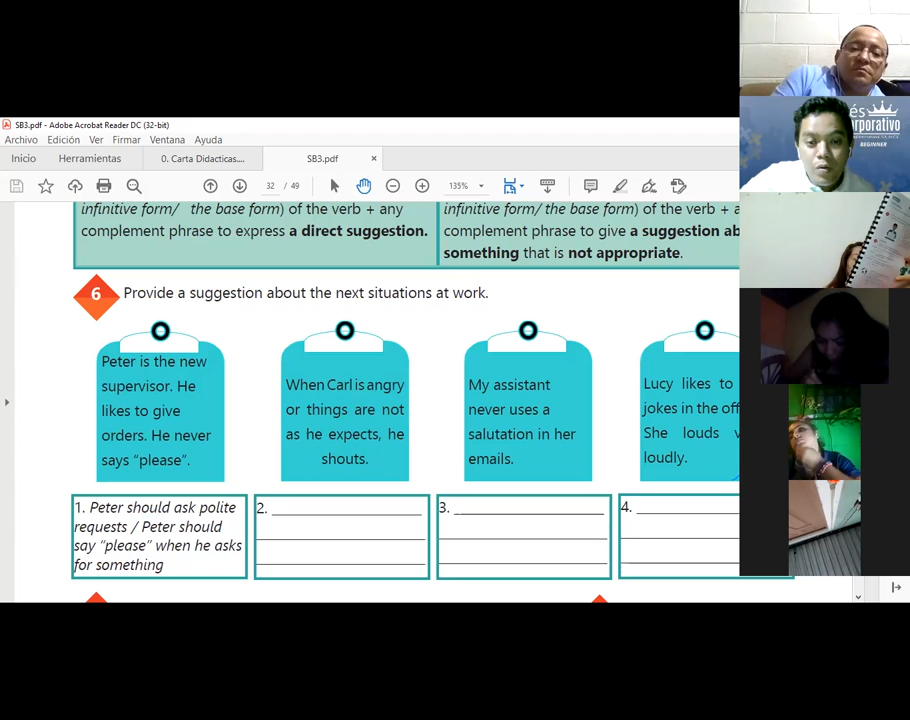 SB3.pdf - Adobe Acrobat Reader DC (32-bit)
Archivo Edición Ver Firmar Ventana Ayuda
Inicio Herramientas 0. Carta Didacticas.... SB3.pdf ×
32 / 49 135%
infinitive form/ the base form) of the verb + any
complement phrase to express a direct suggestion.
infinitive form/ the base form) of the verb + a
complement phrase to give a suggestion ab
something that is not appropriate.
6 Provide a suggestion about the next situations at work.
Peter is the new
supervisor. He
likes to give
orders. He never
says “please”.
When Carl is angry
or things are not
as he expects, he
shouts.
My assistant
never uses a
salutation in her
emails.
Lucy likes to
jokes in the off
She louds v
loudly.
1. Peter should ask polite
requests / Peter should
say “please” when he asks
for something
2.
3.
4.
és
rporativo
BEGINNER